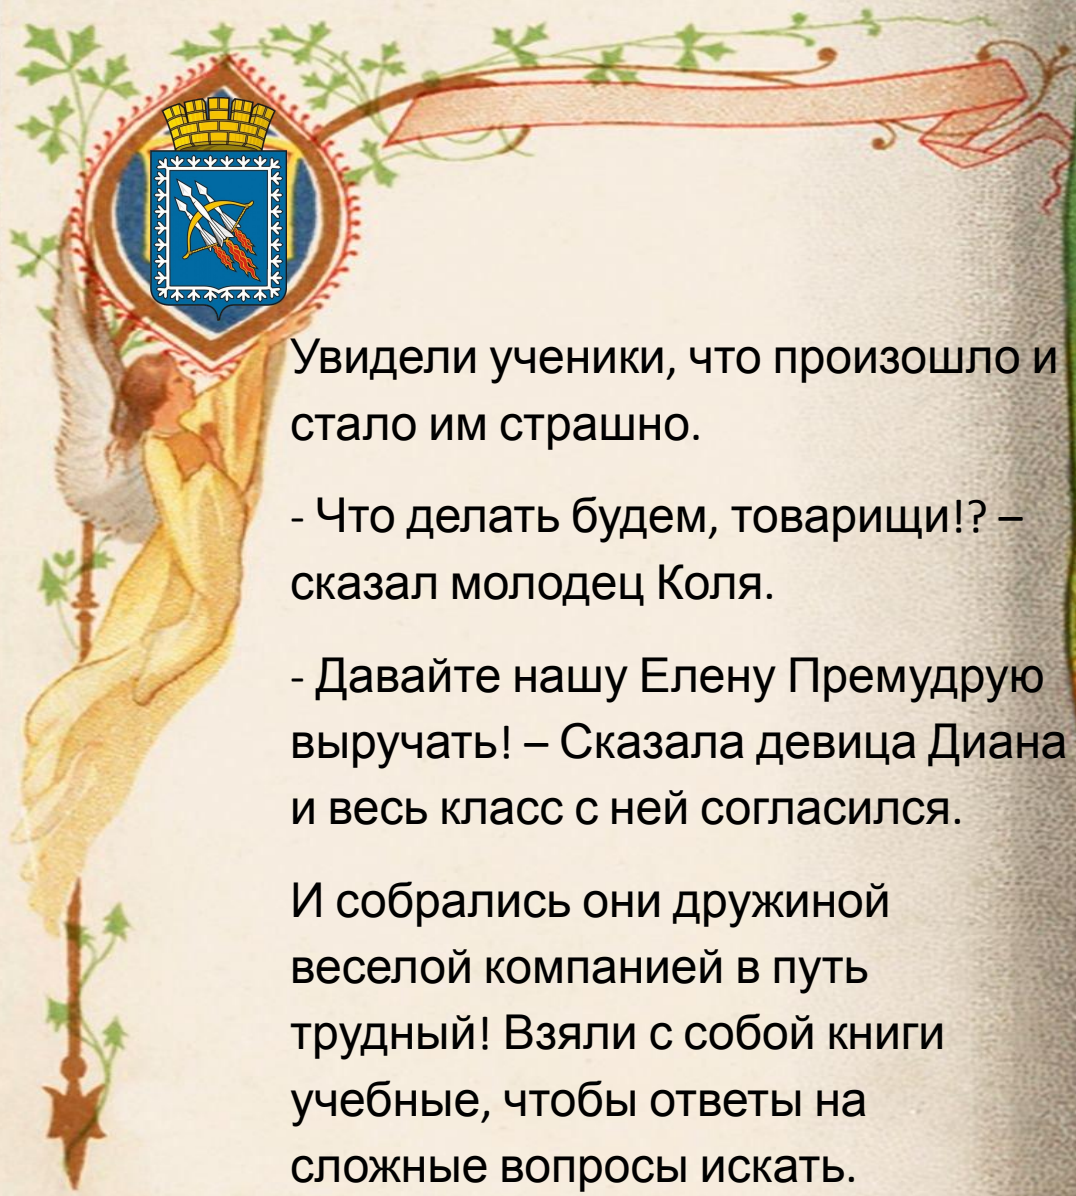 Увидели ученики, что произошло и
стало им страшно.
- Что делать будем, товарищи!? –
сказал молодец Коля.
- Давайте нашу Елену Премудрую
выручать! – Сказала девица Диана
и весь класс с ней согласился.
И собрались они дружиной
веселой компанией в путь
трудный! Взяли с собой книги
учебные, чтобы ответы на
сложные вопросы искать.